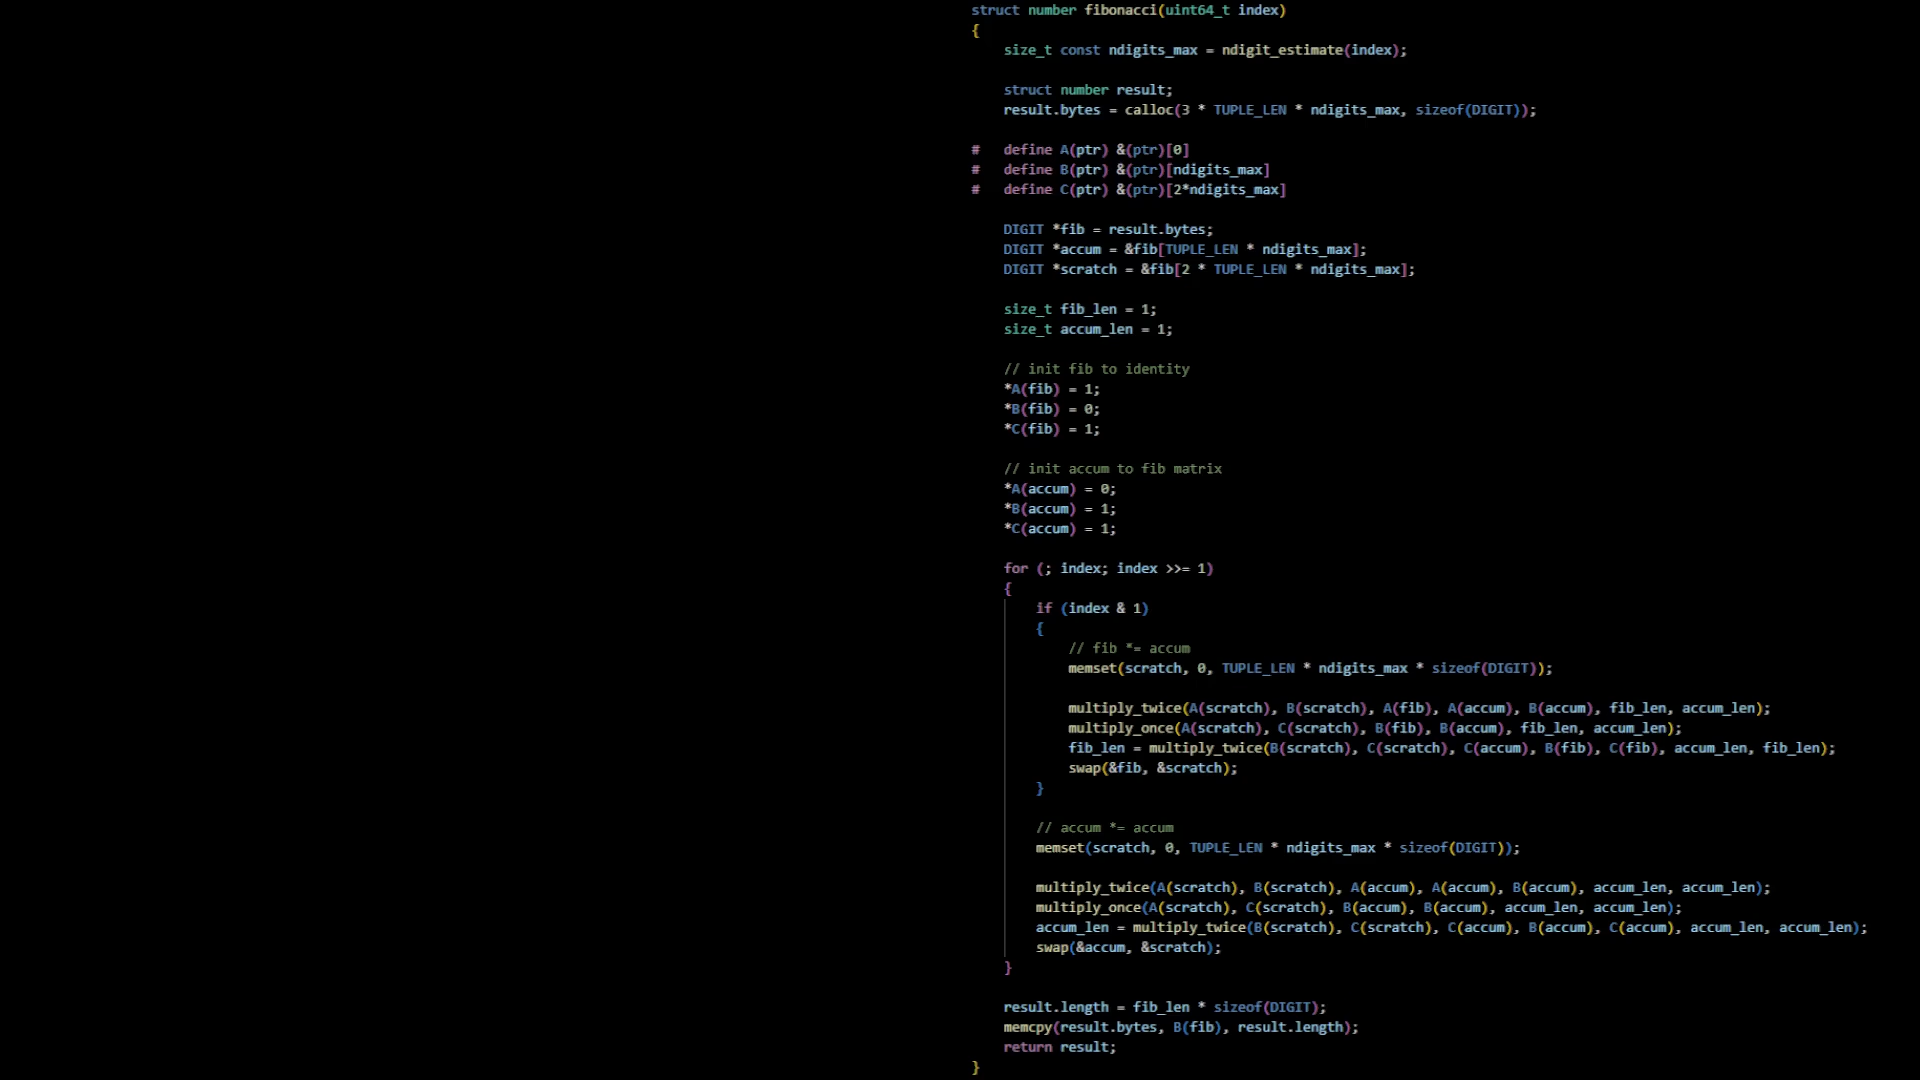 struct number fibonacci(uint64_t index)
{
    size_t const ndigits_max = ndigit_estimate(index);

    struct number result;
    result.bytes = calloc(3 * TUPLE_LEN * ndigits_max, sizeof(DIGIT));

#   define A(ptr) &(ptr)[0]
#   define B(ptr) &(ptr)[ndigits_max]
#   define C(ptr) &(ptr)[2*ndigits_max]

    DIGIT *fib = result.bytes;
    DIGIT *accum = &fib[TUPLE_LEN * ndigits_max];
    DIGIT *scratch = &fib[2 * TUPLE_LEN * ndigits_max];

    size_t fib_len = 1;
    size_t accum_len = 1;

    // init fib to identity
    *A(fib) = 1;
    *B(fib) = 0;
    *C(fib) = 1;

    // init accum to fib matrix
    *A(accum) = 0;
    *B(accum) = 1;
    *C(accum) = 1;

    for (; index; index >>= 1)
    {
        if (index & 1)
        {
            // fib *= accum
            memset(scratch, 0, TUPLE_LEN * ndigits_max * sizeof(DIGIT));

            multiply_twice(A(scratch), B(scratch), A(fib), A(accum), B(accum), fib_len, accum_len);
            multiply_once(A(scratch), C(scratch), B(fib), B(accum), fib_len, accum_len);
            fib_len = multiply_twice(B(scratch), C(scratch), C(accum), B(fib), C(fib), accum_len, fib_len);
            swap(&fib, &scratch);
        }

        // accum *= accum
        memset(scratch, 0, TUPLE_LEN * ndigits_max * sizeof(DIGIT));

        multiply_twice(A(scratch), B(scratch), A(accum), A(accum), B(accum), accum_len, accum_len);
        multiply_once(A(scratch), C(scratch), B(accum), B(accum), accum_len, accum_len);
        accum_len = multiply_twice(B(scratch), C(scratch), C(accum), B(accum), C(accum), accum_len, accum_len);
        swap(&accum, &scratch);
    }

    result.length = fib_len * sizeof(DIGIT);
    memcpy(result.bytes, B(fib), result.length);
    return result;
}